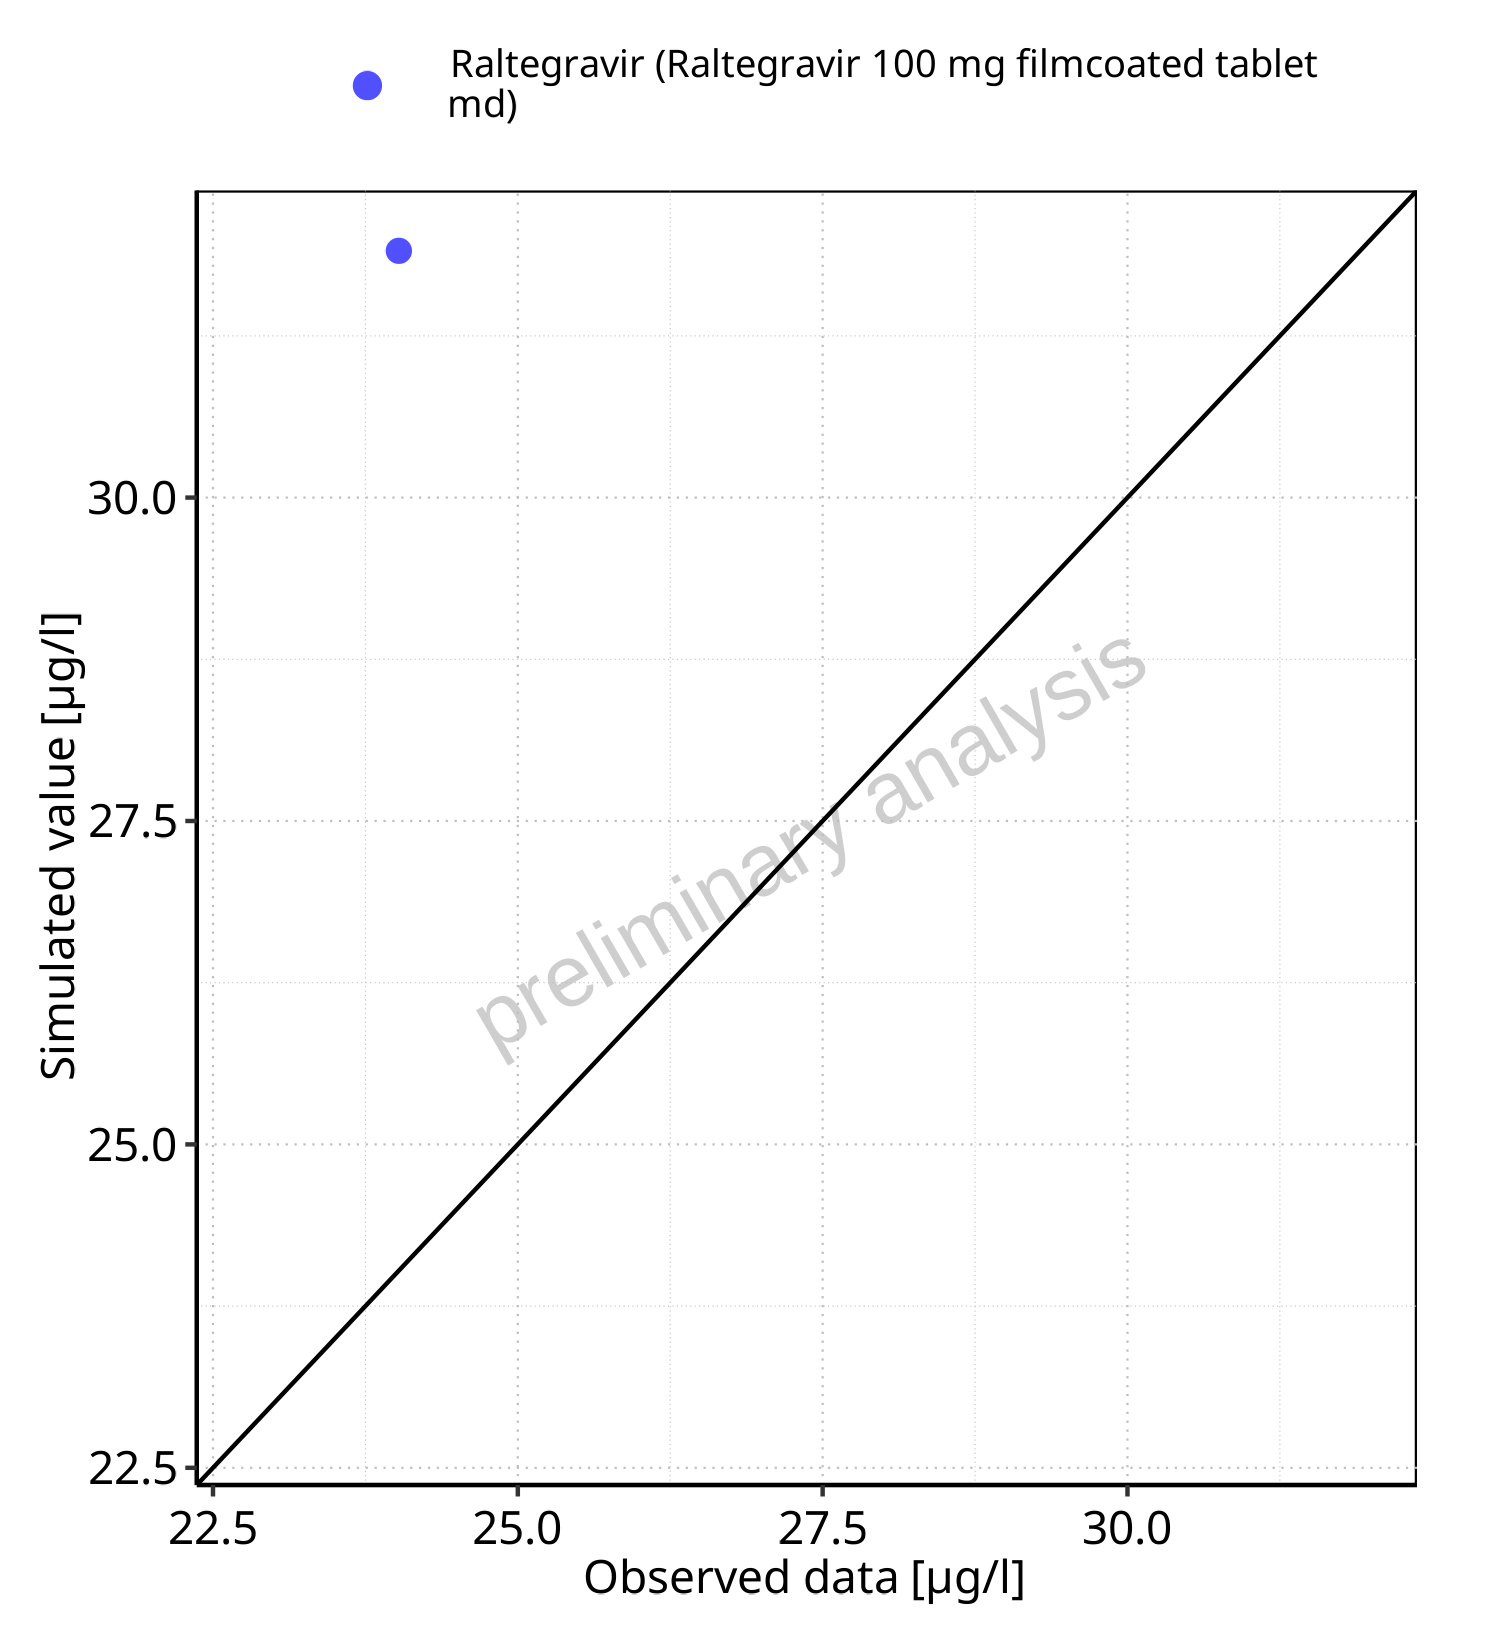 Raltegravir (Raltegravir 100 mg filmcoated tablet
md)
30.0
27.5
25.0
22.5
Simulated value [µg/l]
preliminary analysis
22.5 25.0 27.5 30.0
Observed data [µg/l]